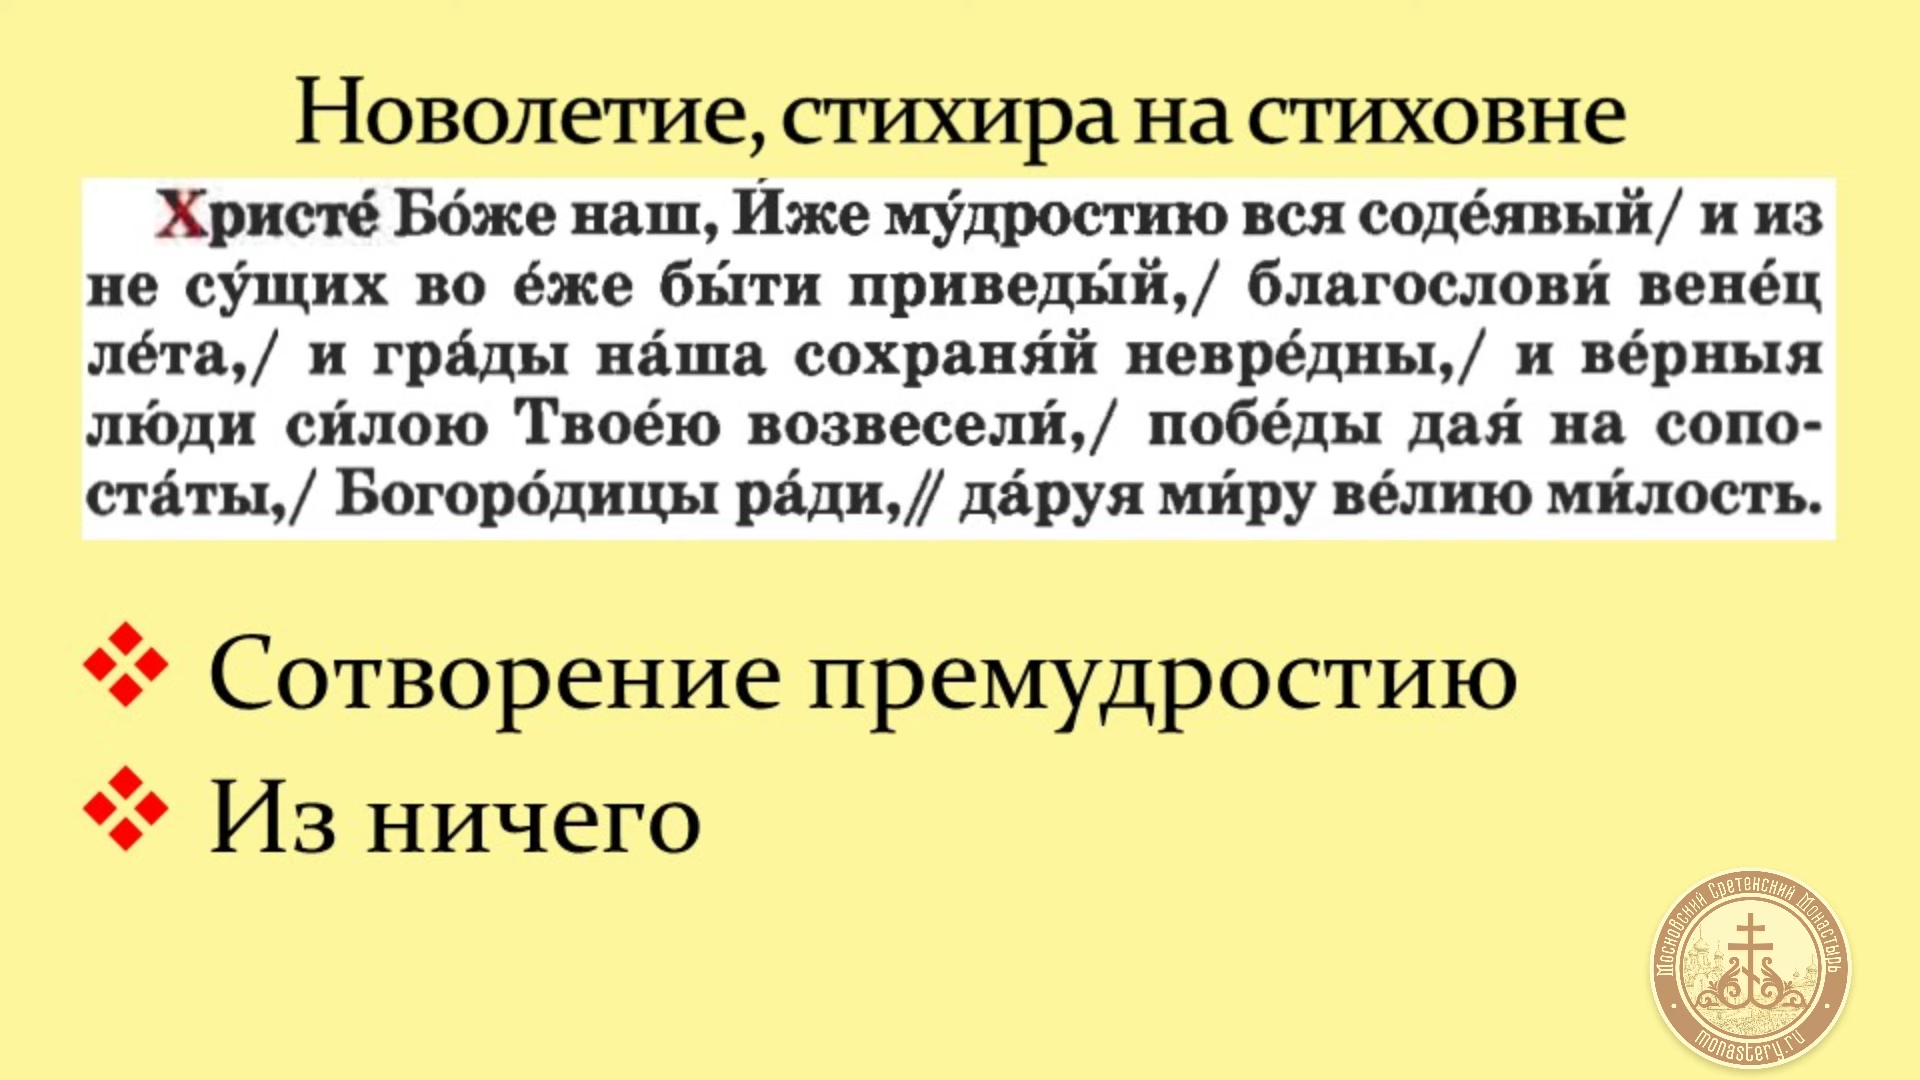 Новолетие, стихира на стиховне
Христе́ Бо́же наш, И́же му́дростию вся соде́явый/ и из
не су́щих во е́же бы́ти приведы́й,/ благослови́ вене́ц
ле́та,/ и гра́ды на́ша сохраня́й невре́дны,/ и ве́рныя
лю́ди си́лою Твое́ю возвесели́,/ побе́ды дая́ на сопо-
ста́ты,/ Богоро́дицы ра́ди,// да́руя ми́ру ве́лию ми́лость.
Сотворение премудростию
Из ничего
Московский Сретенский Монастырь
monastery.ru